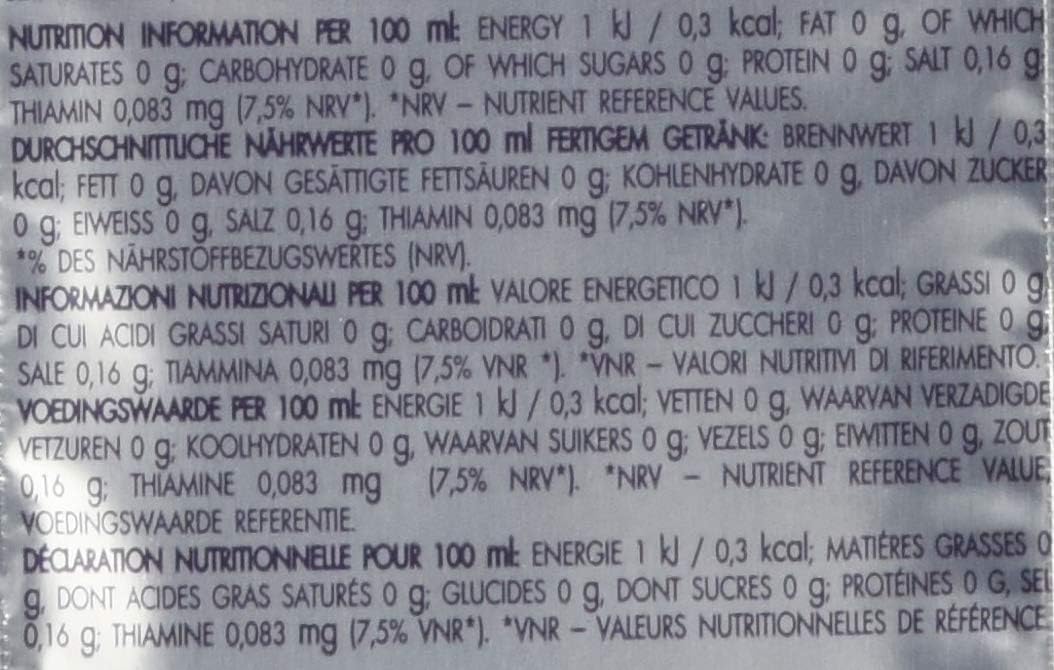 NUTRITION INFORMATION PER 100 ml: ENERGY 1 kJ / 0,3 kcal; FAT 0 g, OF WHICH
SATURATES 0 g; CARBOHYDRATE 0 g, OF WHICH SUGARS 0 g; PROTEIN 0 g; SALT 0,16 g;
THIAMIN 0,083 mg (7,5% NRV*). *NRV – NUTRIENT REFERENCE VALUES.
DURCHSCHNITTLICHE NÄHRWERTE PRO 100 ml FERTIGEM GETRÄNK: BRENNWERT 1 kJ / 0,3
kcal; FETT 0 g, DAVON GESÄTTIGTE FETTSÄUREN 0 g; KOHLENHYDRATE 0 g, DAVON ZUCKER
0 g; EIWEISS 0 g, SALZ 0,16 g; THIAMIN 0,083 mg (7,5% NRV*).
*% DES NÄHRSTOFFBEZUGSWERTES (NRV).
INFORMAZIONI NUTRIZIONALI PER 100 ml: VALORE ENERGETICO 1 kJ / 0,3 kcal; GRASSI 0 g
DI CUI ACIDI GRASSI SATURI 0 g; CARBOIDRATI 0 g, DI CUI ZUCCHERI 0 g; PROTEINE 0 g;
SALE 0,16 g; TIAMMINA 0,083 mg (7,5% VNR *). *VNR – VALORI NUTRITIVI DI RIFERIMENTO.
VOEDINGSWAARDE PER 100 ml: ENERGIE 1 kJ / 0,3 kcal; VETTEN 0 g, WAARVAN VERZADIGDE
VETZUREN 0 g; KOOLHYDRATEN 0 g, WAARVAN SUIKERS 0 g; VEZELS 0 g; EIWITTEN 0 g, ZOUT
0,16 g; THIAMINE 0,083 mg (7,5% NRV*). *NRV – NUTRIENT REFERENCE VALUE,
VOEDINGSWAARDE REFERENTIE.
DÉCLARATION NUTRITIONNELLE POUR 100 ml: ENERGIE 1 kJ / 0,3 kcal; MATIÈRES GRASSES 0
g, DONT ACIDES GRAS SATURÉS 0 g; GLUCIDES 0 g, DONT SUCRES 0 g; PROTÉINES 0 G, SEL
0,16 g; THIAMINE 0,083 mg (7,5% VNR*). *VNR – VALEURS NUTRITIONNELLES DE RÉFÉRENCE